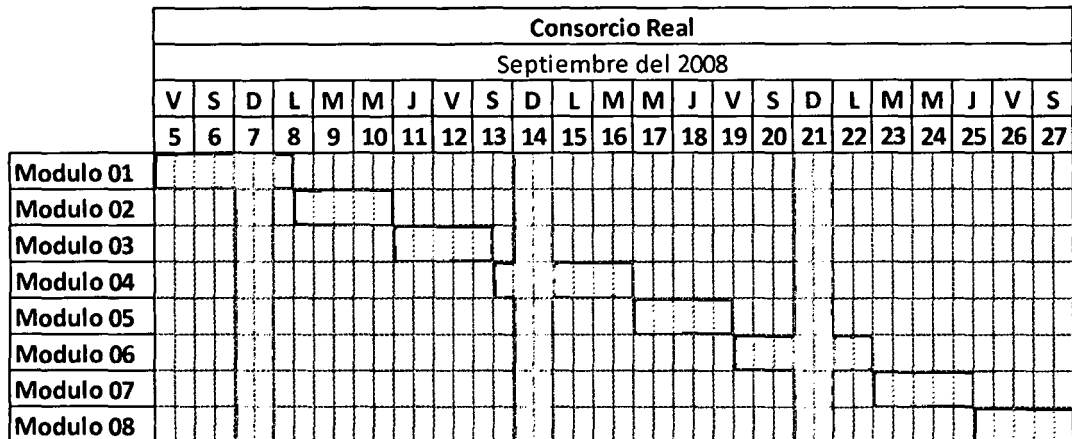 Consorcio Real
Septiembre del 2008
V S D L M M J V S D L M M J V S D L M M J V S
5 6 7 8 9 10 11 12 13 14 15 16 17 18 19 20 21 22 23 24 25 26 27
Modulo 01
Modulo 02
Modulo 03
Modulo 04
Modulo 05
Modulo 06
Modulo 07
Modulo 08